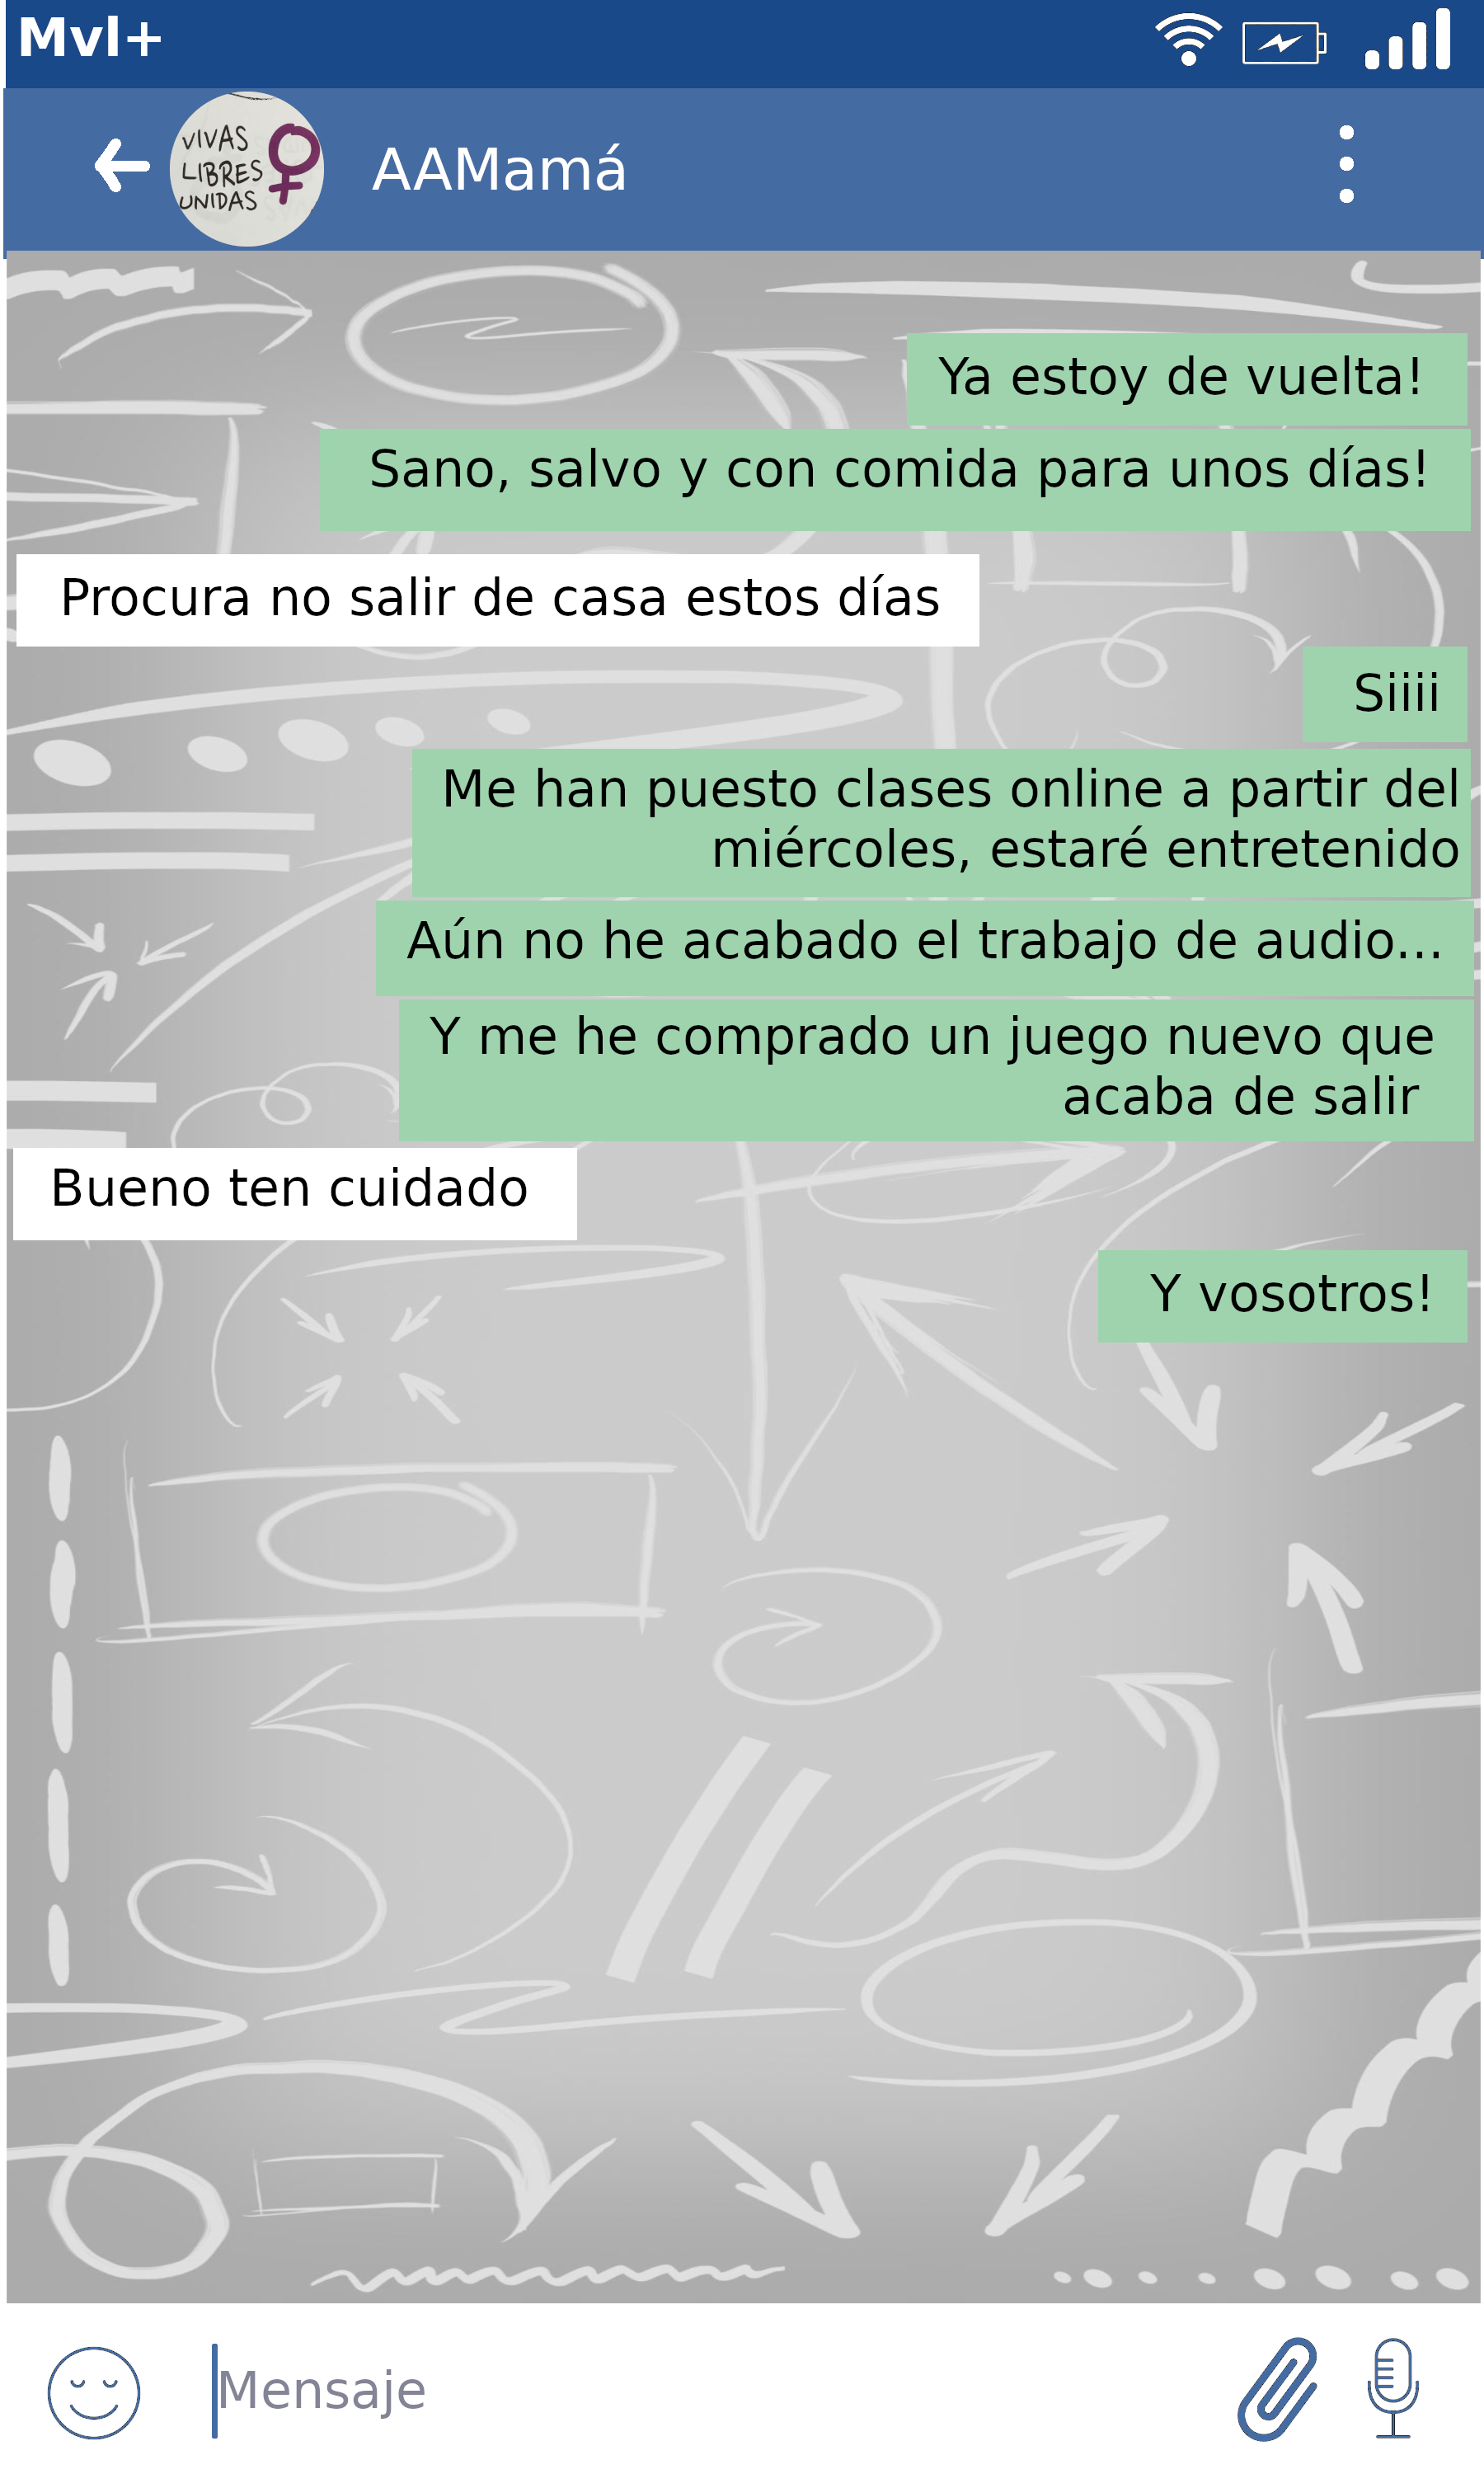 Mvl+
VIVAS
LIBRES
UNIDAS
AAMamá
Ya estoy de vuelta!
Sano, salvo y con comida para unos días!
Procura no salir de casa estos días
Siiii
Me han puesto clases online a partir del
miércoles, estaré entretenido
Aún no he acabado el trabajo de audio...
Y me he comprado un juego nuevo que
acaba de salir
Bueno ten cuidado
Y vosotros!
Mensaje